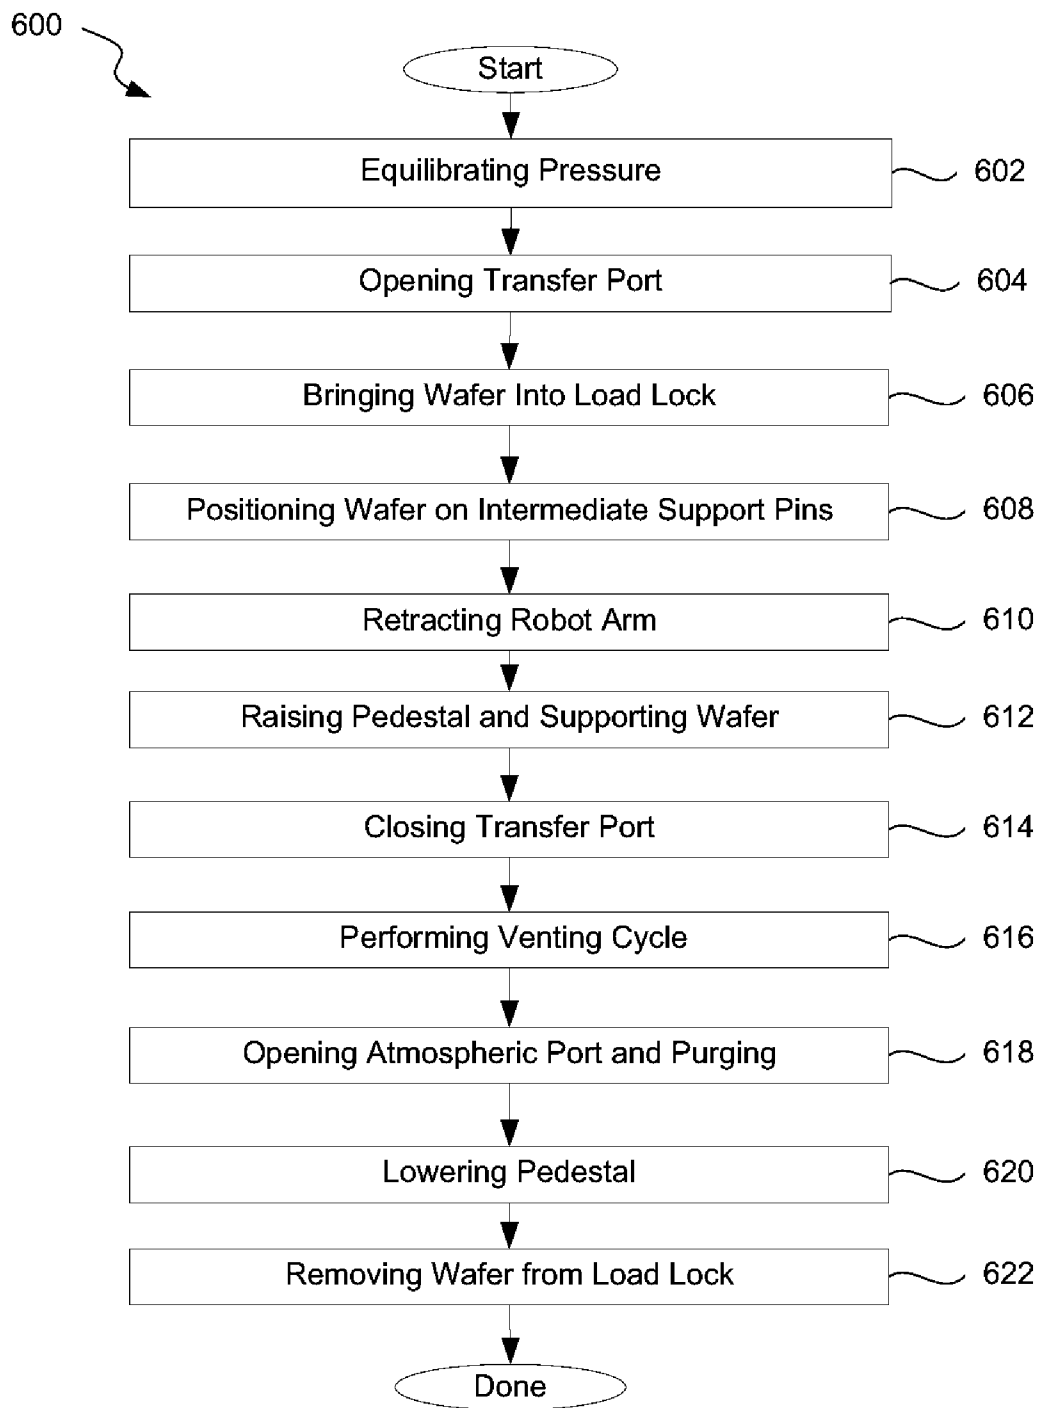 600
Start
Equilibrating Pressure
602
Opening Transfer Port
604
Bringing Wafer Into Load Lock
606
Positioning Wafer on Intermediate Support Pins
608
Retracting Robot Arm
610
Raising Pedestal and Supporting Wafer
612
Closing Transfer Port
614
Performing Venting Cycle
616
Opening Atmospheric Port and Purging
618
Lowering Pedestal
620
Removing Wafer from Load Lock
622
Done